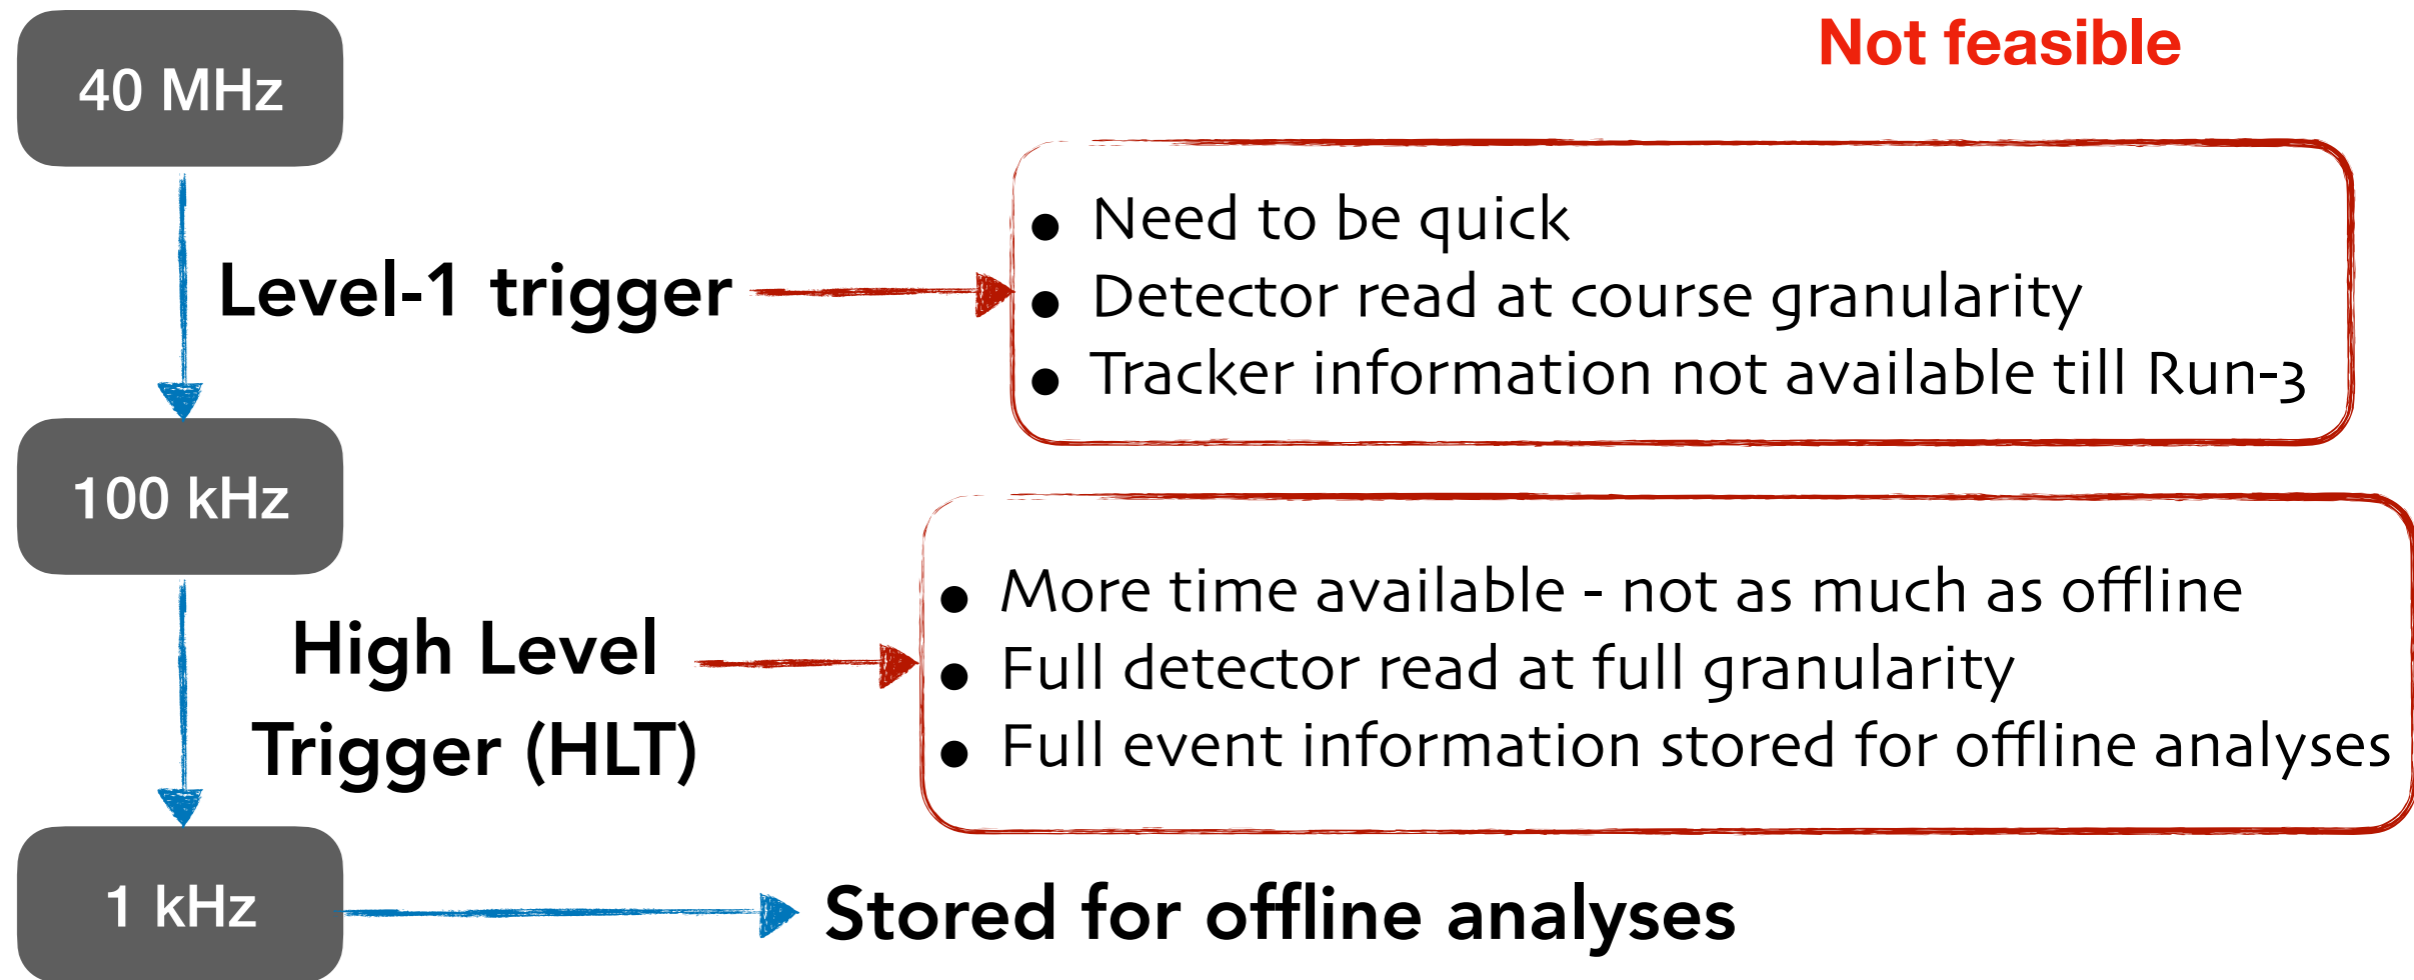 Not feasible
40 MHz
Level-1 trigger
● Need to be quick
● Detector read at course granularity
● Tracker information not available till Run-3
100 kHz
High Level
Trigger (HLT)
● More time available - not as much as offline
● Full detector read at full granularity
● Full event information stored for offline analyses
1 kHz
Stored for offline analyses